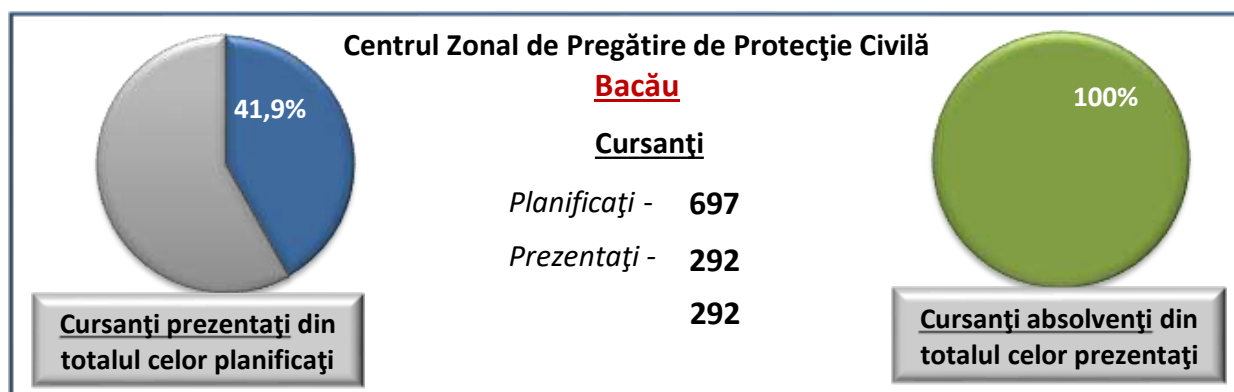 Centrul Zonal de Pregătire de Protecţie Civilă
Bacău
41,9%
100%
Cursanţi
Planificaţi - 697
Prezentaţi - 292
292
Cursanţi prezentaţi din
totalul celor planificaţi
Cursanţi absolvenţi din
totalul celor prezentaţi